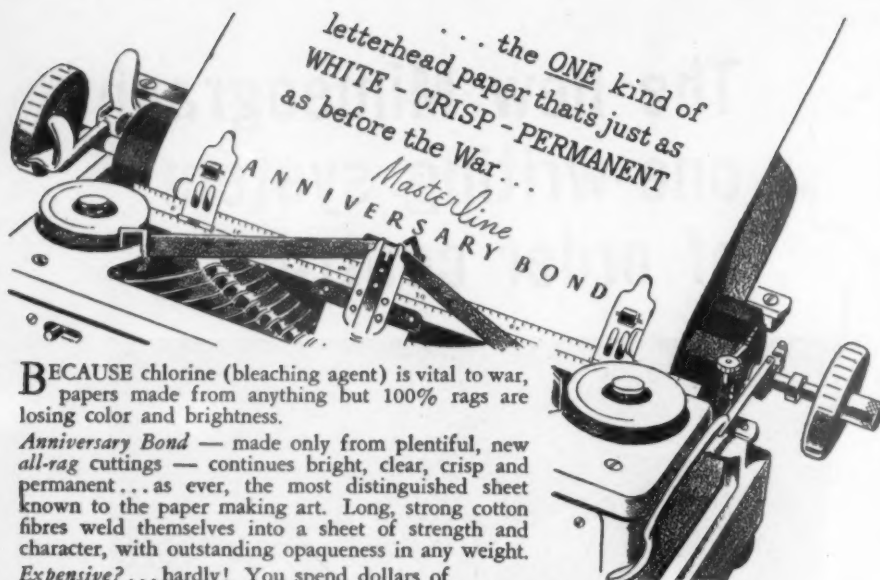 . . . the ONE kind of
letterhead paper that's just as
WHITE - CRISP - PERMANENT
as before the War . . .
Masterline
ANNIVERSARY BOND
BECAUSE chlorine (bleaching agent) is vital to war,
papers made from anything but 100% rags are
losing color and brightness.
Anniversary Bond — made only from plentiful, new
all-rag cuttings — continues bright, clear, crisp and
permanent . . . as ever, the most distinguished sheet
known to the paper making art. Long, strong cotton
fibres weld themselves into a sheet of strength and
character, with outstanding opaqueness in any weight.
Expensive? . . . hardly! You spend dollars of